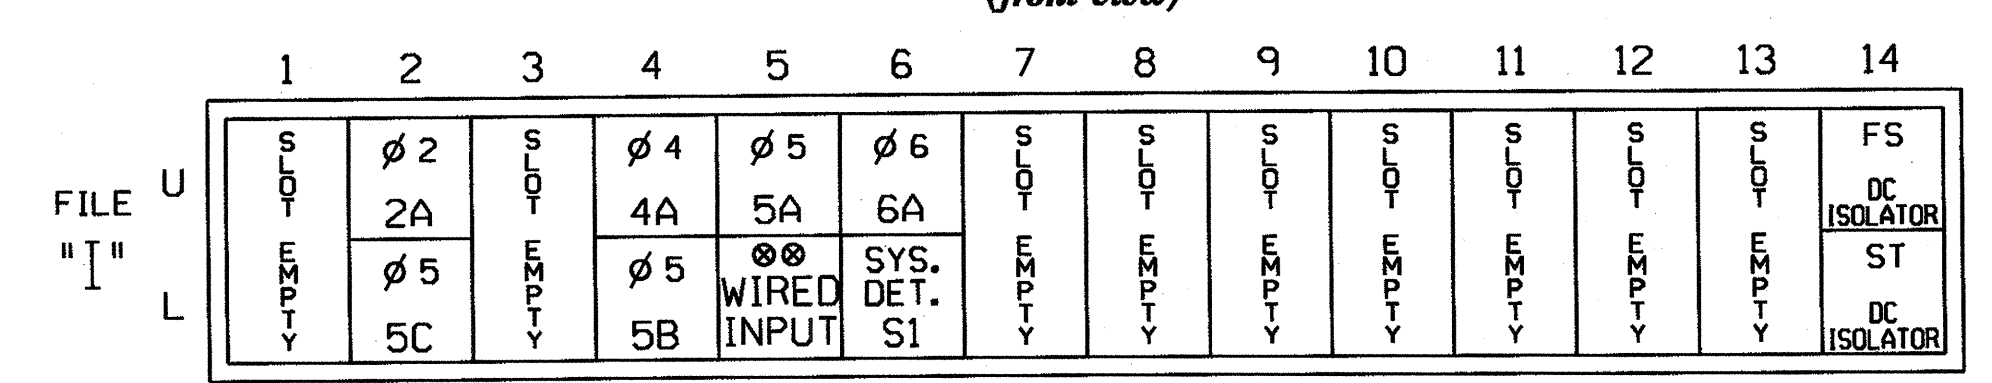 (front view)
1 2 3 4 5 6 7 8 9 10 11 12 13 14
FILE "I"
U
L
SLOT EMPTY
Ø 2
2A
Ø 5
5C
SLOT EMPTY
Ø 4
4A
Ø 5
5B
Ø 5
5A
⊗⊗
WIRED
INPUT
Ø 6
6A
SYS.
DET.
S1
SLOT EMPTY
SLOT EMPTY
SLOT EMPTY
SLOT EMPTY
SLOT EMPTY
SLOT EMPTY
SLOT EMPTY
FS
DC
ISOLATOR
ST
DC
ISOLATOR